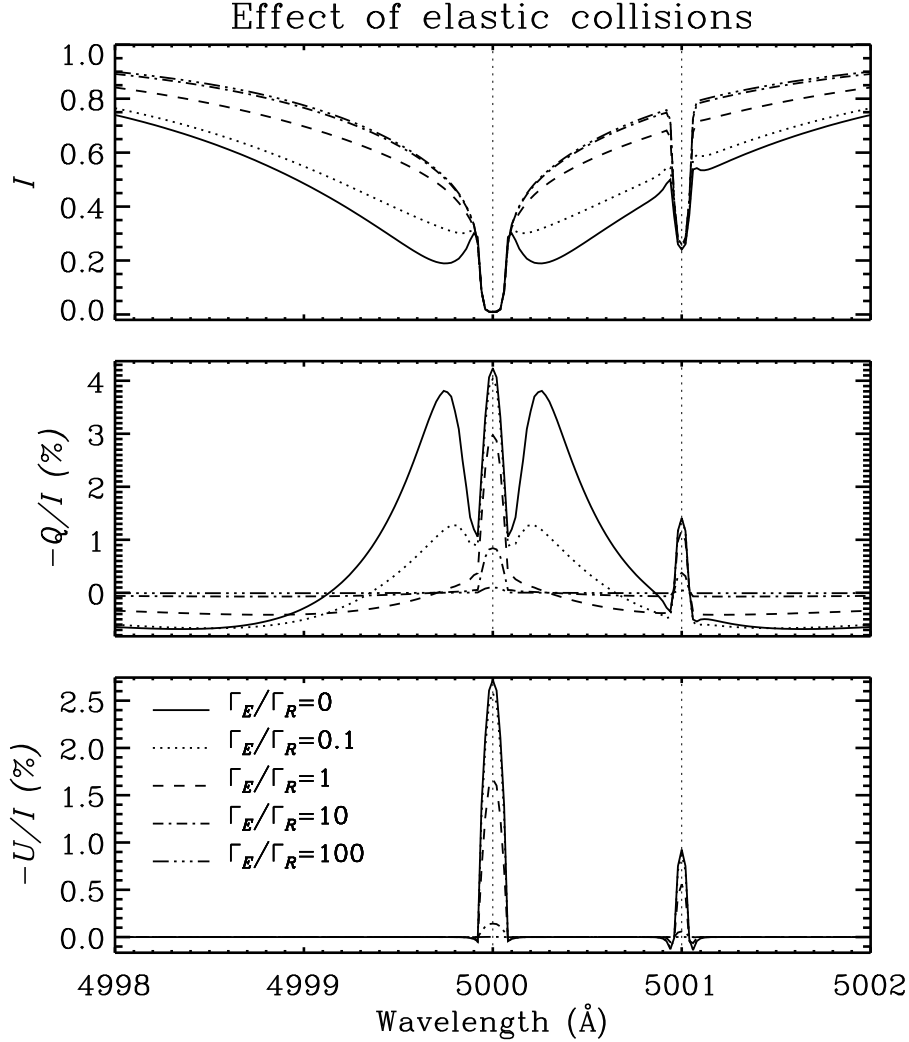 Effect of elastic collisions
1.0
0.8
0.6
0.4
0.2
0.0
I
4
3
2
1
0
−Q/I (%)
2.5
2.0
1.5
1.0
0.5
0.0
−U/I (%)
Γ_E/Γ_R=0
Γ_E/Γ_R=0.1
Γ_E/Γ_R=1
Γ_E/Γ_R=10
Γ_E/Γ_R=100
4998 4999 5000 5001 5002
Wavelength (Å)